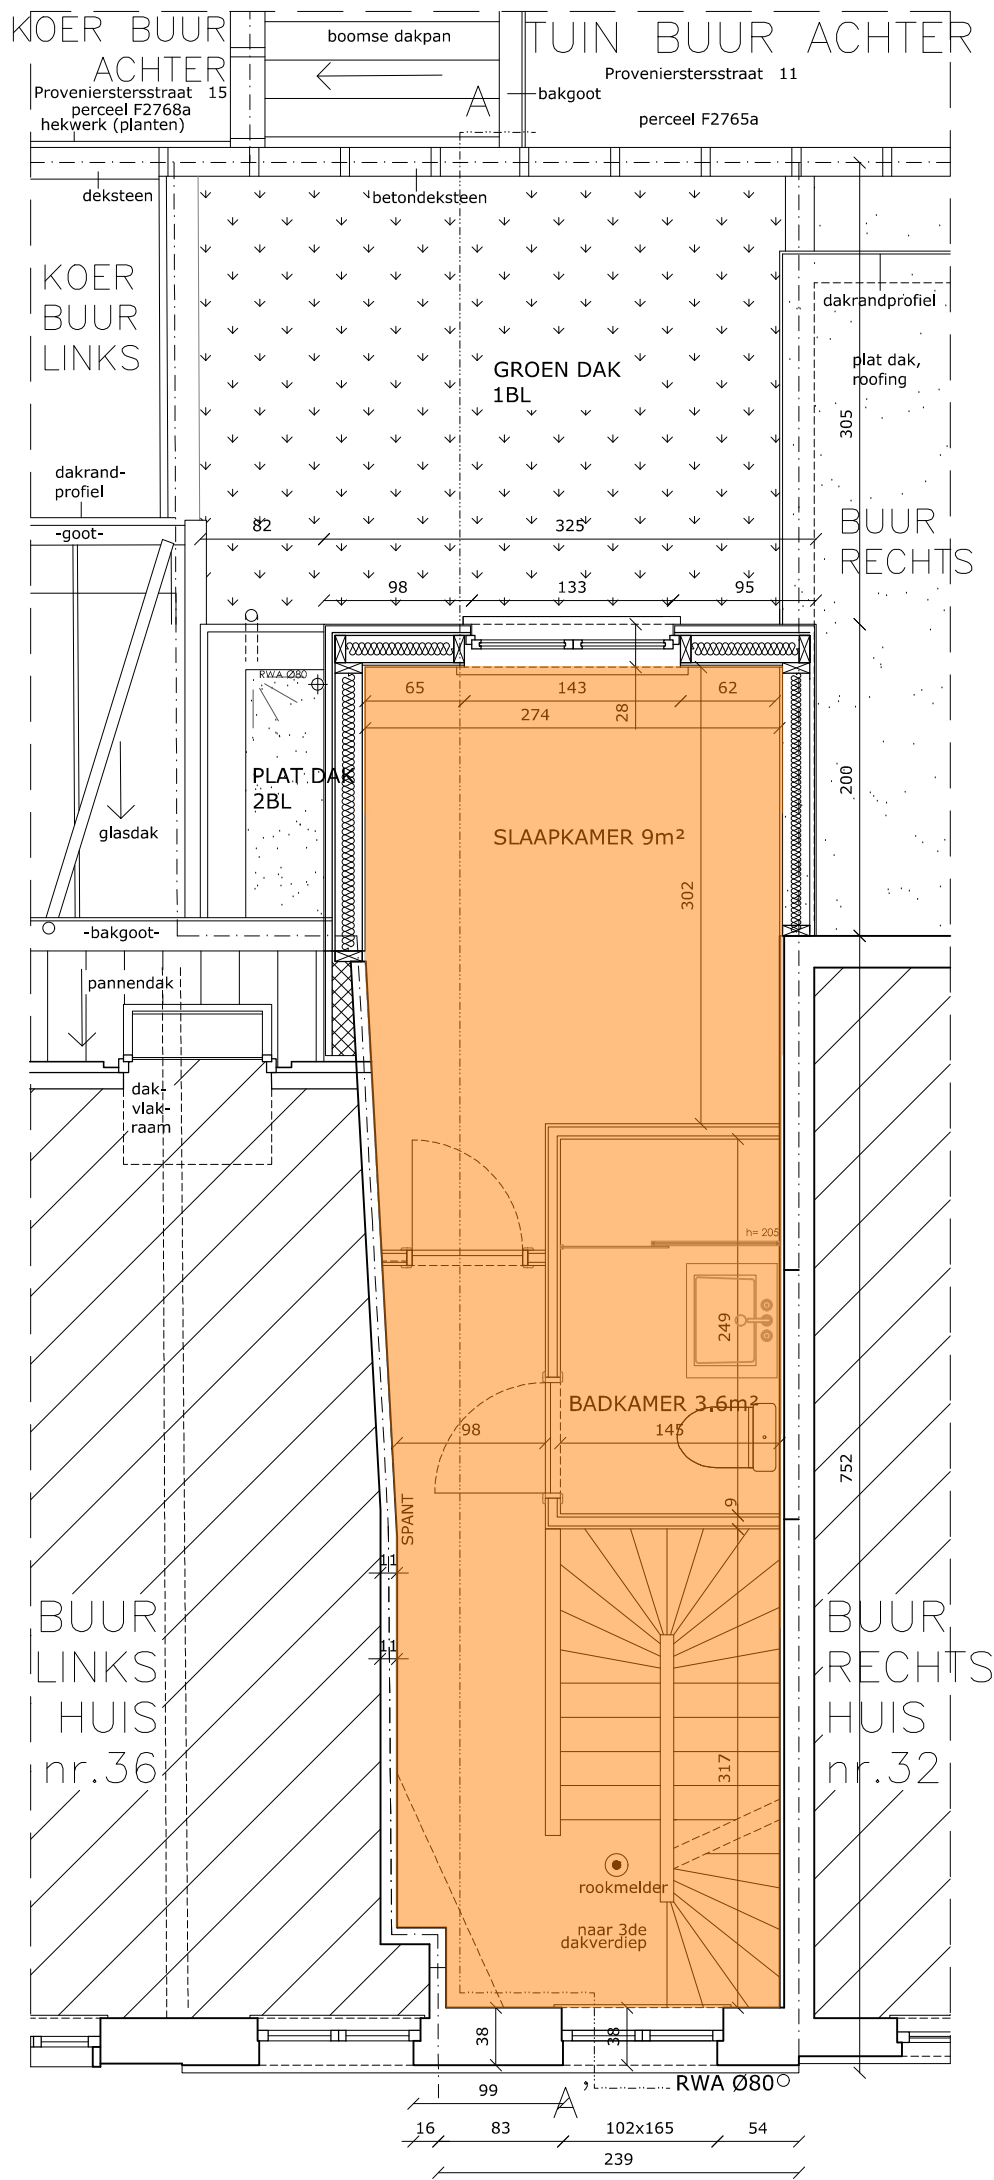 KOER BUUR
ACHTER
Provenierstersstraat 15
perceel F2768a
hekwerk (planten)
boomse dakpan
TUIN BUUR ACHTER
Provenierstersstraat 11
bakgoot
perceel F2765a
A
deksteen
betondeksteen
KOER
BUUR
LINKS
dakrandprofiel
GROEN DAK
1BL
plat dak,
roofing
305
dakrand-
profiel
-goot-
82
325
BUUR
RECHTS
98
133
95
RWA Ø80
65
143
62
28
274
PLAT DAK
2BL
200
glasdak
SLAAPKAMER 9m²
302
-bakgoot-
pannendak
dak-
vlak-
raam
h= 205
249
BADKAMER 3,6m²
98
145
752
9
SPANT
11
BUUR
LINKS
HUIS
nr.36
11
BUUR
RECHTS
HUIS
nr.32
317
rookmelder
naar 3de
dakverdiep
38
38
RWA Ø80
99
A'
16
83
102x165
54
239